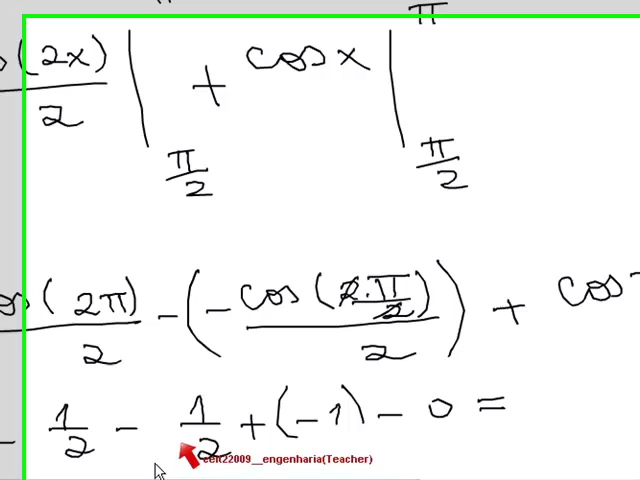 π
(2x)/2 | π/2 + cos x | π/2
(2π)/2 - (- cos(2·π/2)/2) + cos
- 1/2 - 1/2 + (-1) - 0 =
celt22009__engenharia(Teacher)